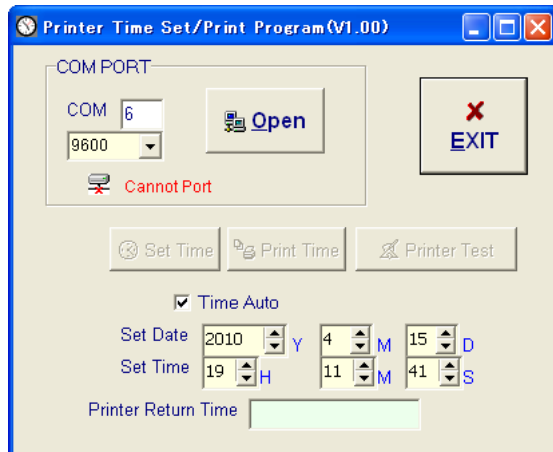 Printer Time Set/Print Program(V1.00)
COM PORT
COM 6
Open
EXIT
9600
Cannot Port
Set Time Print Time Printer Test
Time Auto
Set Date 2010 Y 4 M 15 D
Set Time 19 H 11 M 41 S
Printer Return Time